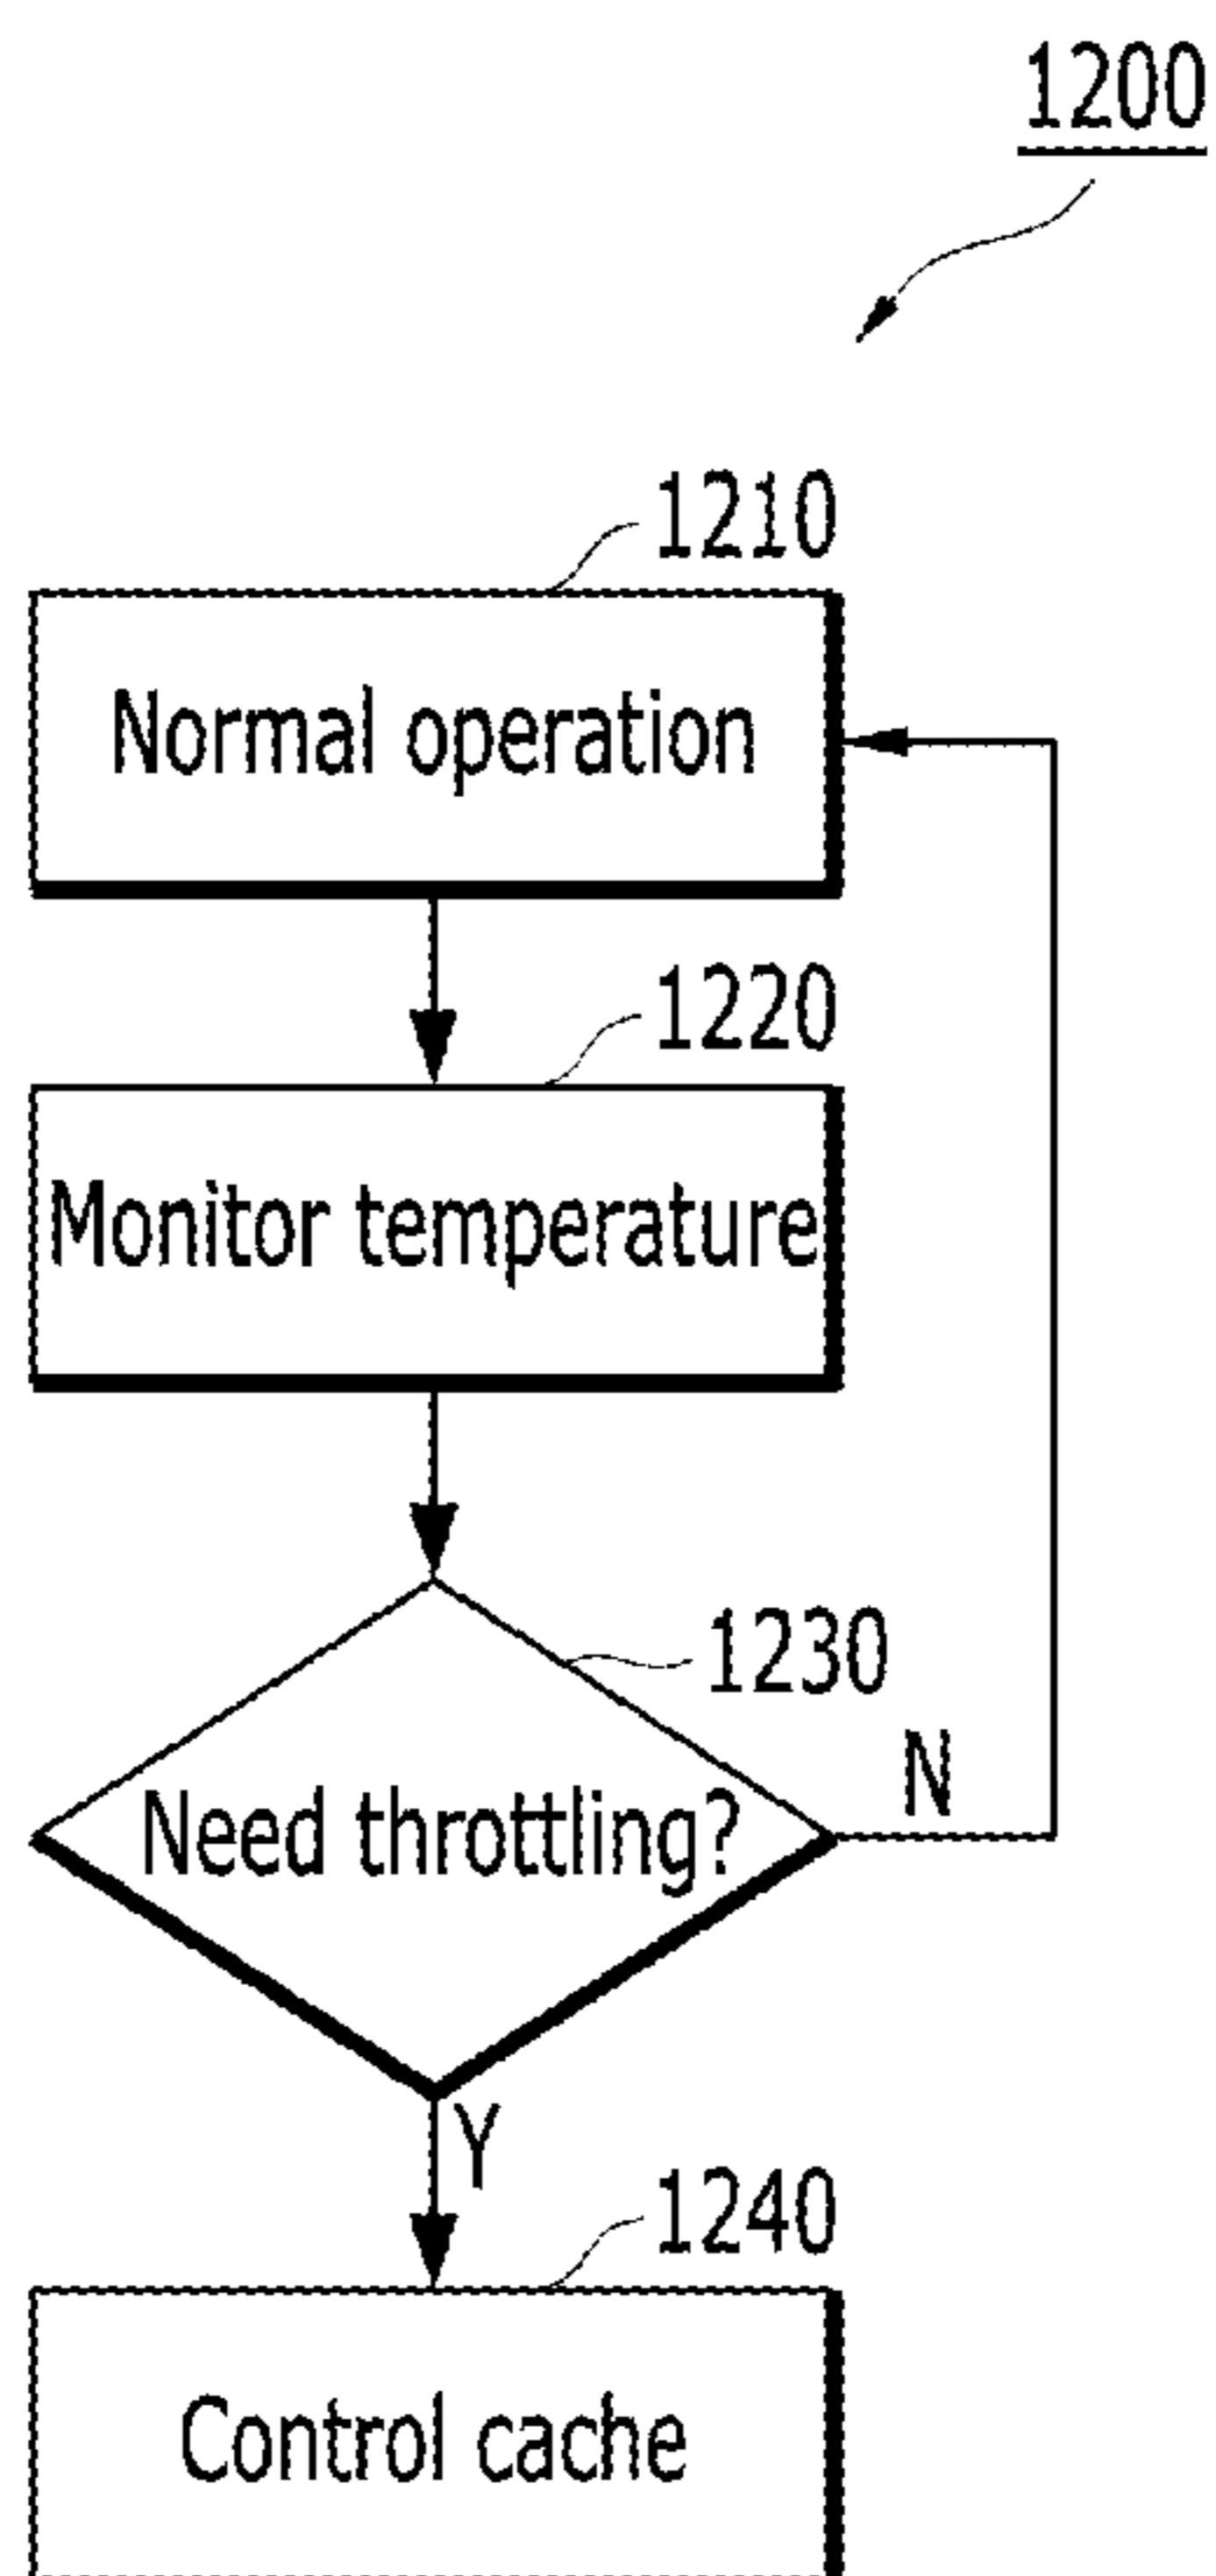 1200
1210
Normal operation
1220
Monitor temperature
1230
N
Need throttling?
Y
1240
Control cache